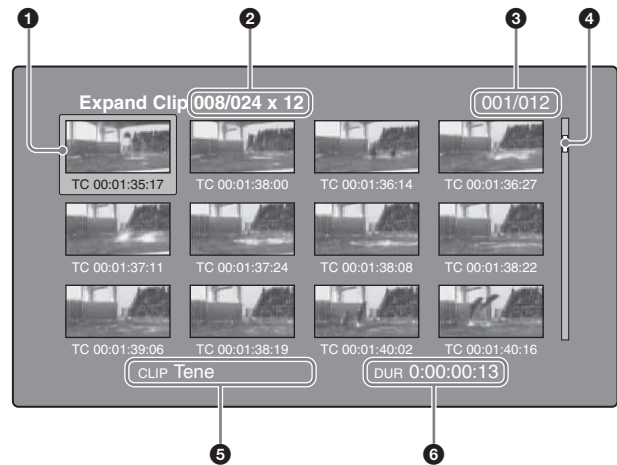 1 2 3 4
Expand Clip 008/024 x 12 001/012
TC 00:01:35:17 TC 00:01:38:00 TC 00:01:36:14 TC 00:01:36:27
TC 00:01:37:11 TC 00:01:37:24 TC 00:01:38:08 TC 00:01:38:22
TC 00:01:39:06 TC 00:01:38:19 TC 00:01:40:02 TC 00:01:40:16
CLIP Tene DUR 0:00:00:13
5 6